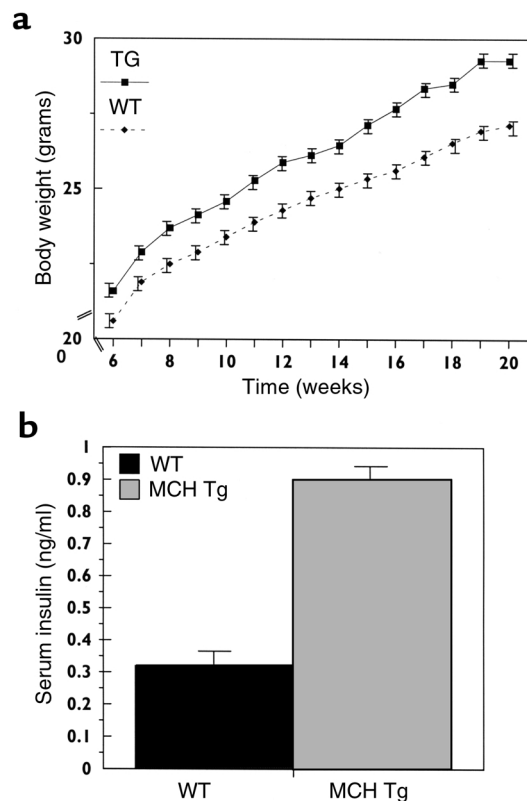 a
30
TG
WT
25
20
0
Body weight (grams)
6 8 10 12 14 16 18 20
Time (weeks)
b
1
0.9
0.8
0.7
0.6
0.5
0.4
0.3
0.2
0.1
0
Serum insulin (ng/ml)
WT
MCH Tg
WT MCH Tg